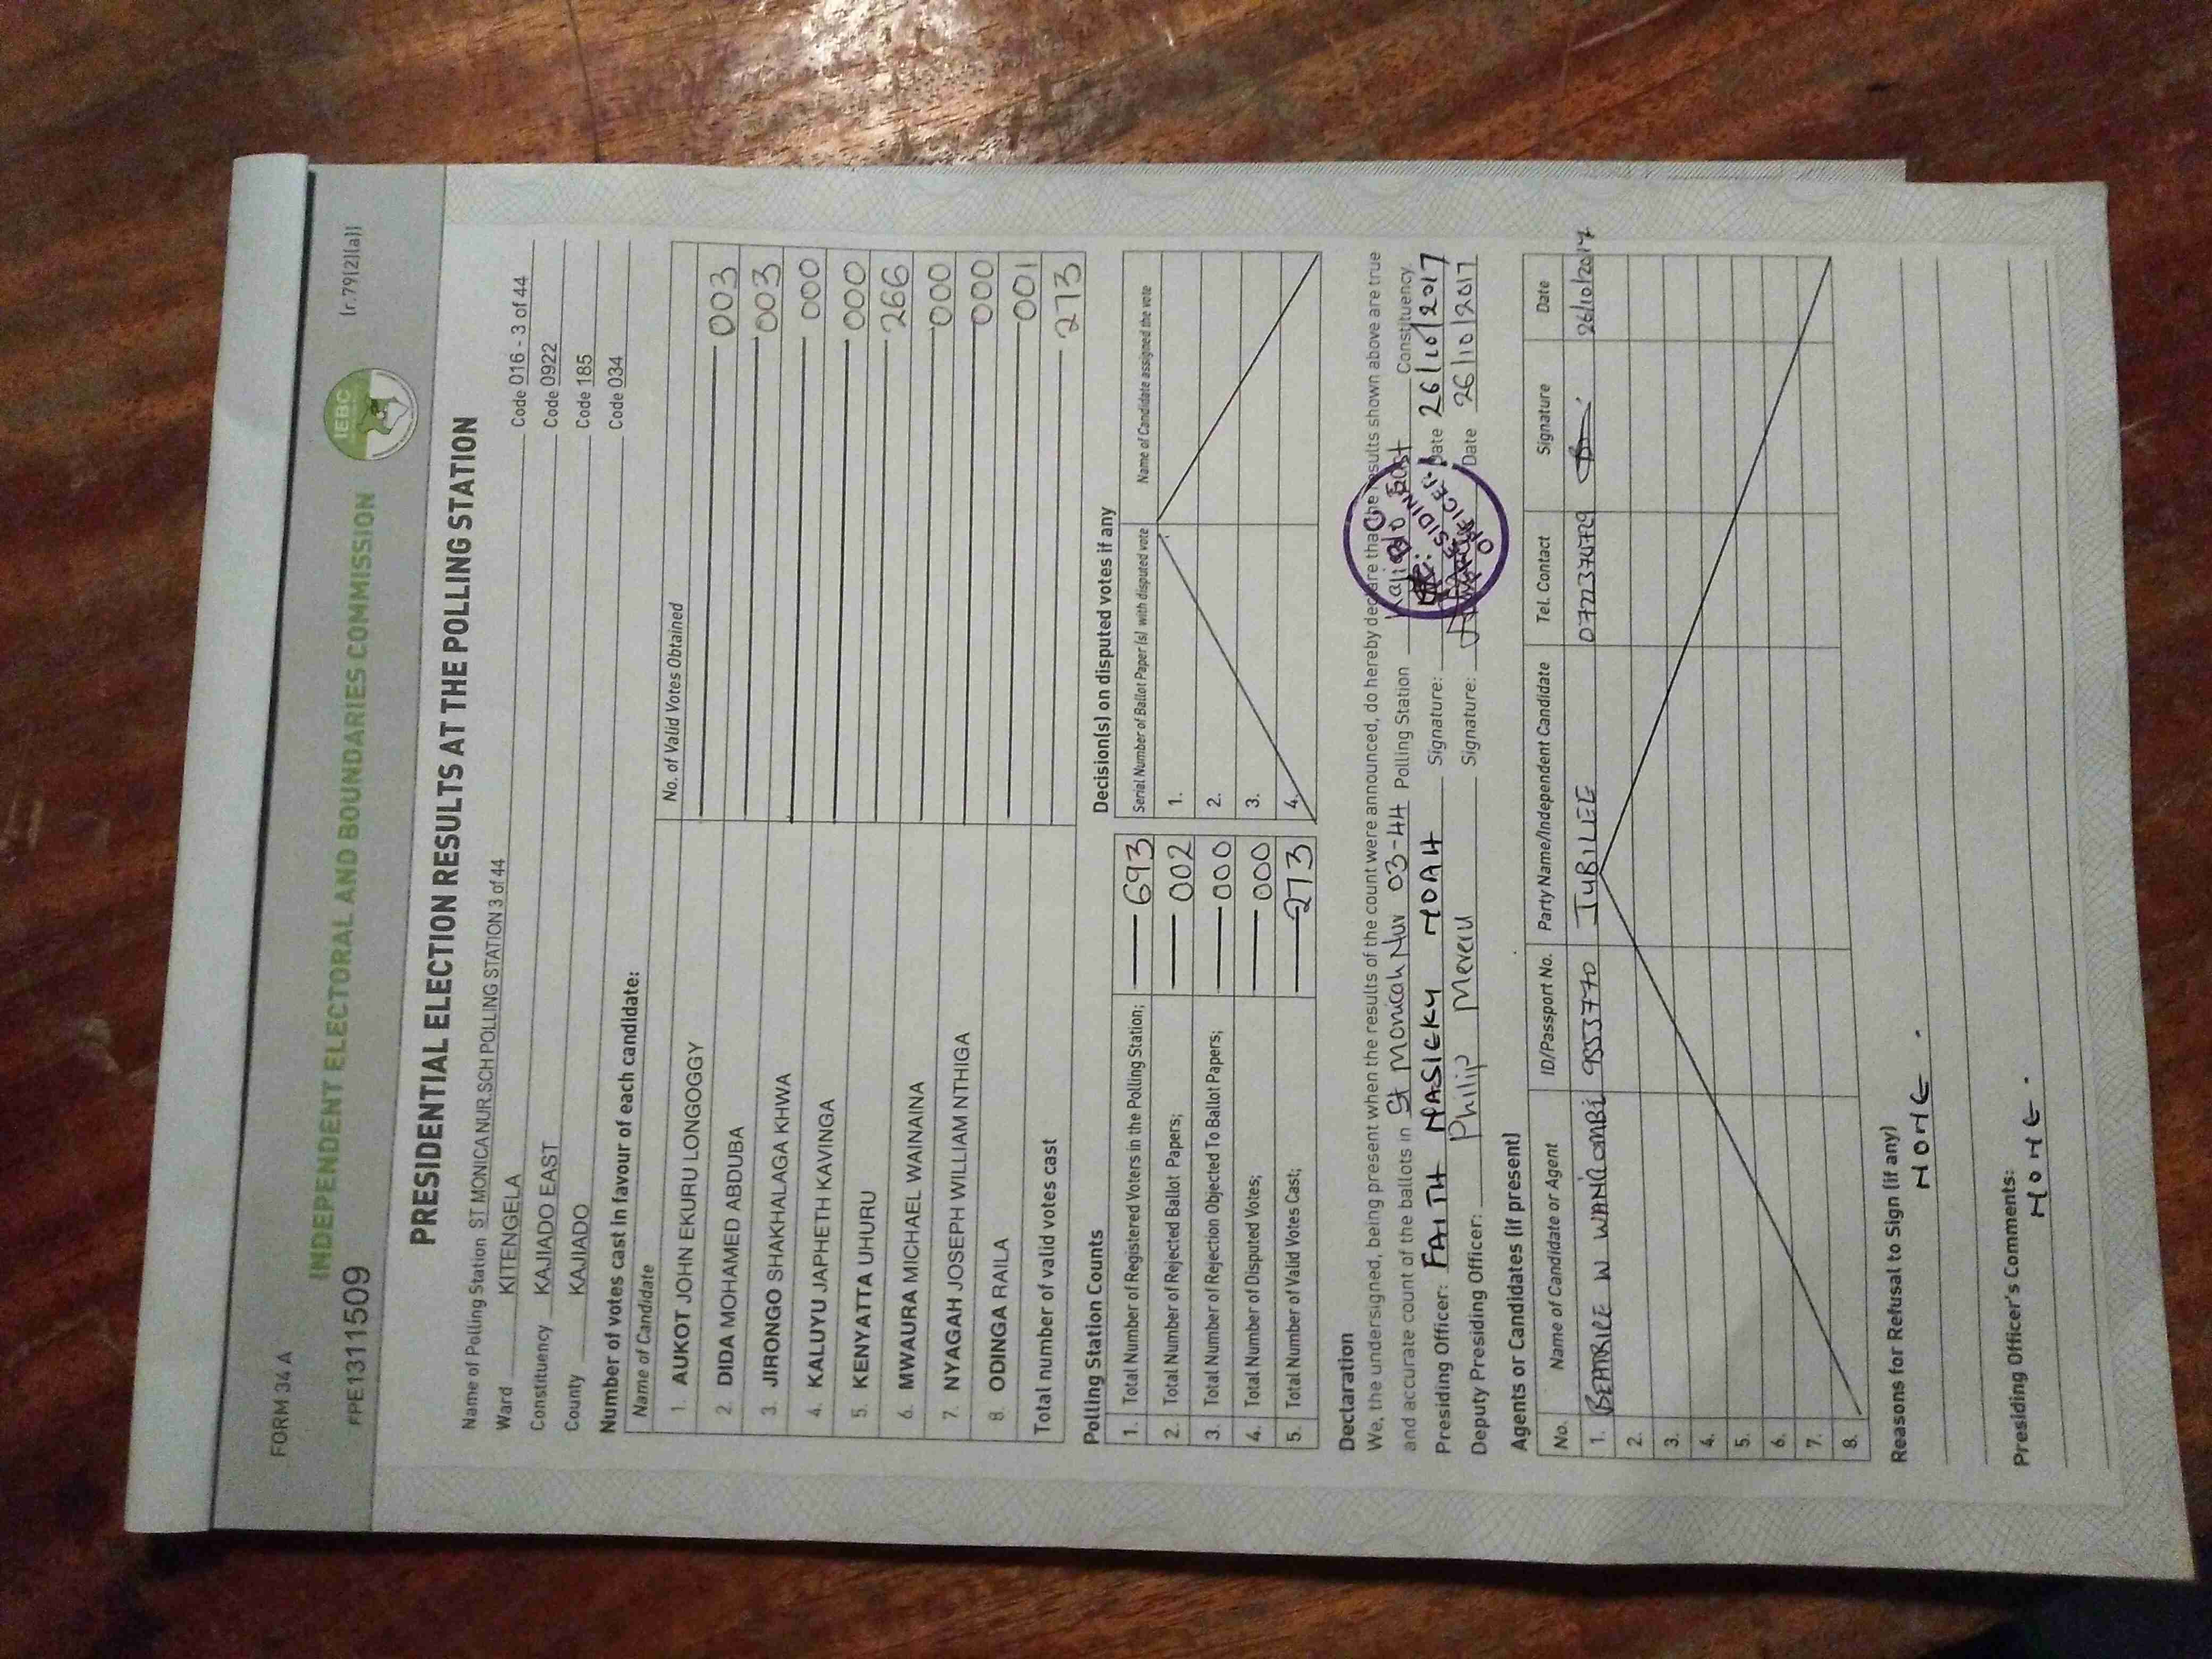 FORM 34 A
(r.79(2)(a))
INDEPENDENT ELECTORAL AND BOUNDARIES COMMISSION
IEBC
FPE1311509
PRESIDENTIAL ELECTION RESULTS AT THE POLLING STATION
Name of Polling Station ST MONICA NUR.SCH POLLING STATION 3 of 44 Code 016 - 3 of 44
Ward KITENGELA Code 0922
Constituency KAJIADO EAST Code 185
County KAJIADO Code 034
Number of votes cast in favour of each candidate:
Name of Candidate No. of Valid Votes Obtained
1. AUKOT JOHN EKURU LONGOGGY 003
2. DIDA MOHAMED ABDUBA 003
3. JIRONGO SHAKHALAGA KHWA 000
4. KALUYU JAPHETH KAVINGA 000
5. KENYATTA UHURU 266
6. MWAURA MICHAEL WAINAINA 000
7. NYAGAH JOSEPH WILLIAM NTHIGA 000
8. ODINGA RAILA 001
Total number of valid votes cast 273
Polling Station Counts
1. Total Number of Registered Voters in the Polling Station; 693
2. Total Number of Rejected Ballot Papers; 002
3. Total Number of Rejection Objected To Ballot Papers; 000
4. Total Number of Disputed Votes; 000
5. Total Number of Valid Votes Cast; 273
Decision(s) on disputed votes if any
Serial Number of Ballot Paper (s) with disputed vote Name of Candidate assigned the vote
1.
2.
3.
4.
Declaration
We, the undersigned, being present when the results of the count were announced, do hereby declare that the results shown above are true
and accurate count of the ballots in St Monicah Nur 03-44 Polling Station Kajiado East Constituency.
Presiding Officer: FAITH NASIEKU NOAH Signature: Date 26/10/2017
Deputy Presiding Officer: Philip Mereru Signature: Date 26/10/2017
PRESIDING OFFICER
Agents or Candidates (if present)
No. Name of Candidate or Agent ID/Passport No. Party Name/Independent Candidate Tel. Contact Signature Date
1. BEATRICE W WANGOMBE 9553770 JUBILEE 0722374729 26/10/2017
2.
3.
4.
5.
6.
7.
8.
Reasons for Refusal to Sign (if any)
NONE.
Presiding Officer's Comments:
NONE.